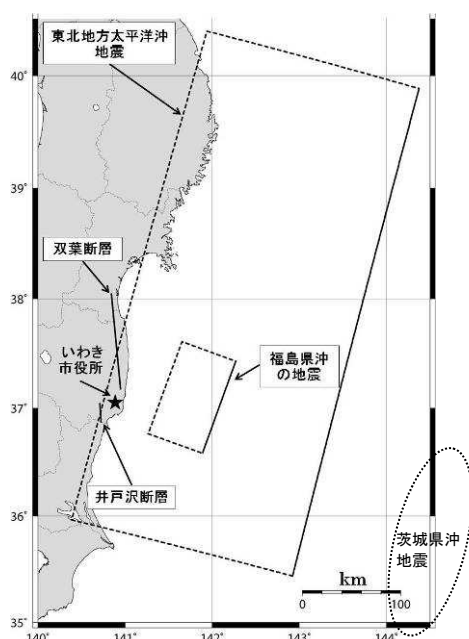 東北地方太平洋沖
地震
40˚
39˚
双葉断層
38˚
いわき
市役所
福島県沖
の地震
37˚
井戸沢断層
36˚
茨城県沖
地震
km
0
100
35˚
140˚
141˚
142˚
143˚
144˚